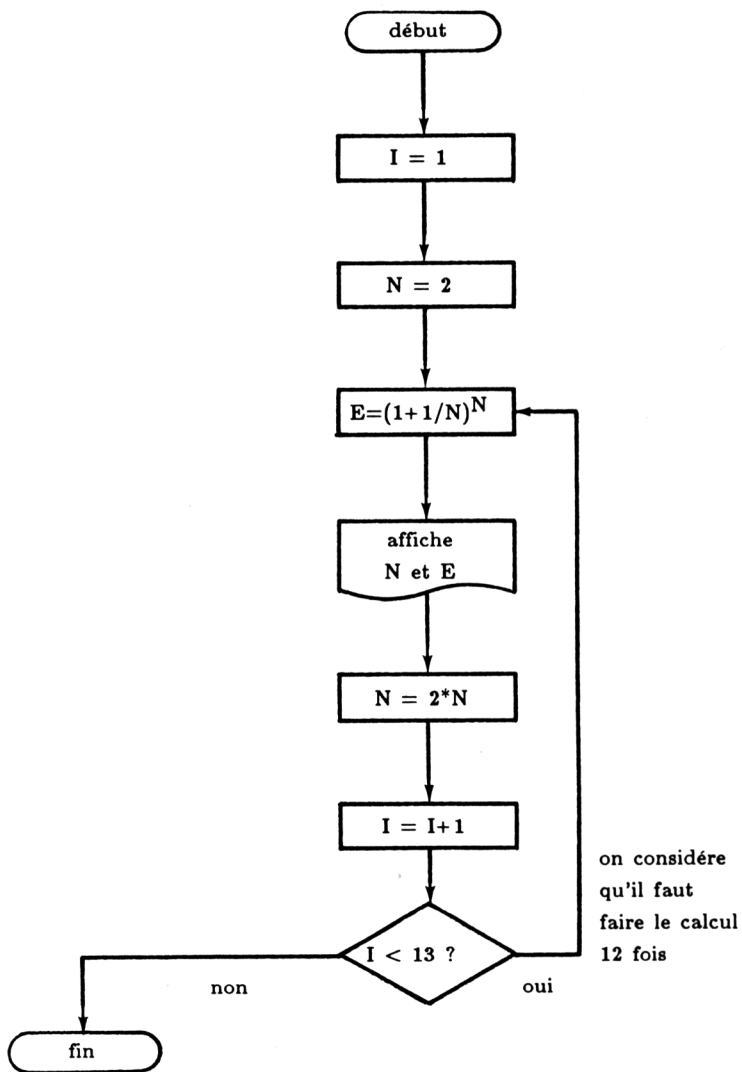 début
I = 1
N = 2
E=(1+1/N)^N
affiche
N et E
N = 2*N
I = I+1
on considére
qu'il faut
faire le calcul
12 fois
I < 13 ?
non
oui
fin